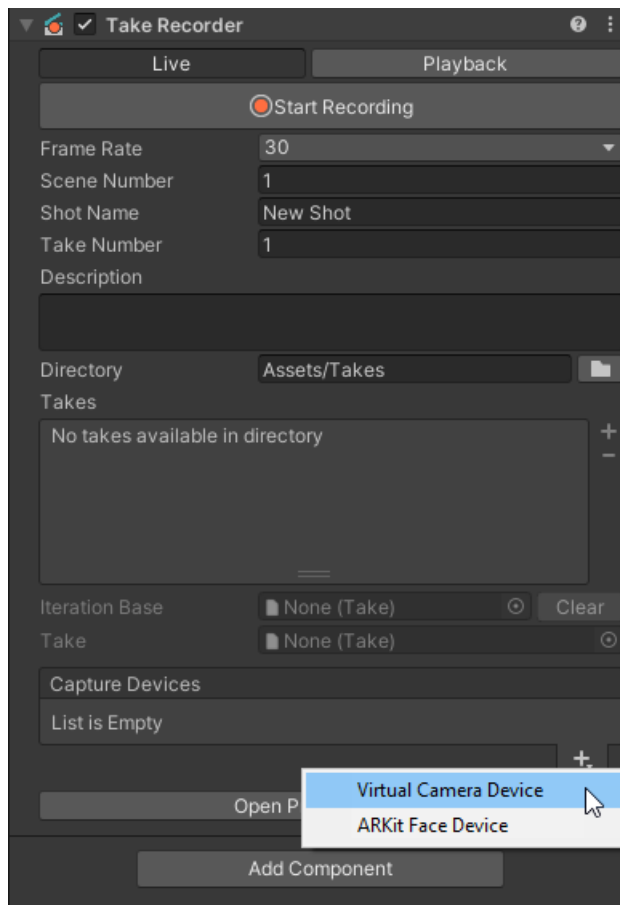 Take Recorder
Live Playback
Start Recording
Frame Rate 30
Scene Number 1
Shot Name New Shot
Take Number 1
Description
Directory Assets/Takes
Takes
No takes available in directory
Iteration Base None (Take) Clear
Take None (Take)
Capture Devices
List is Empty
Virtual Camera Device
Open P
ARKit Face Device
Add Component